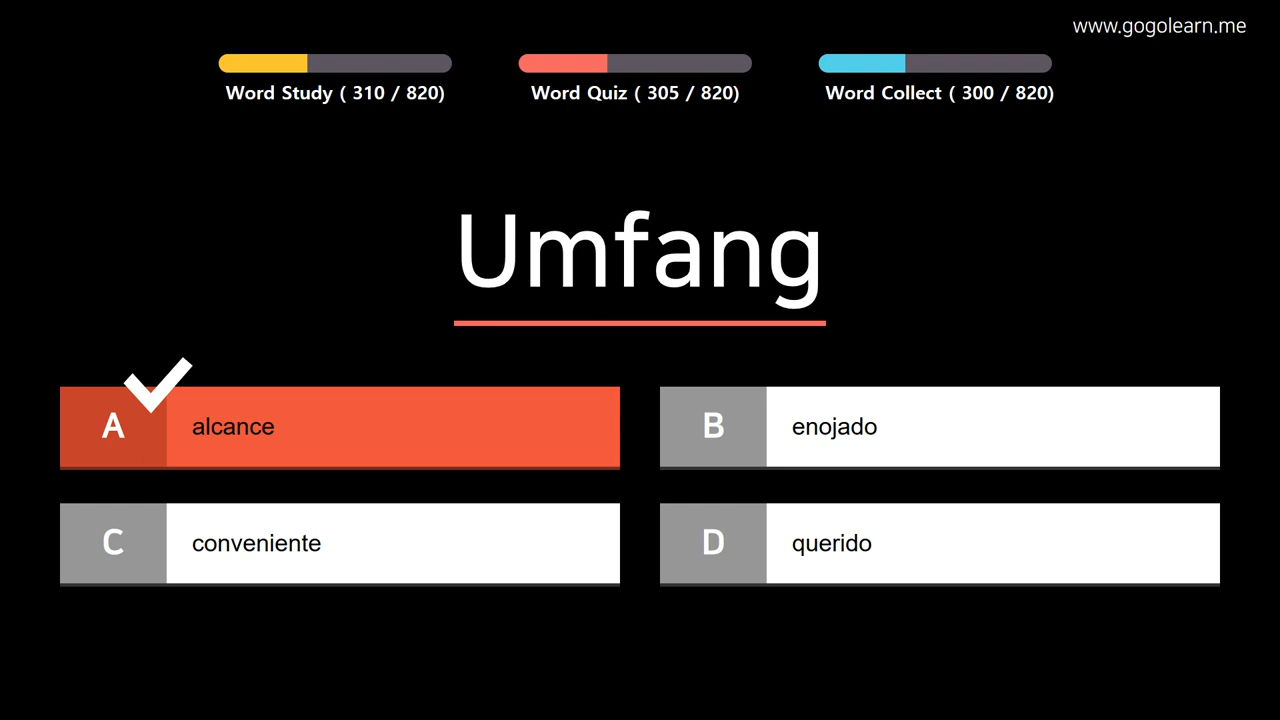 www.gogolearn.me
Word Study ( 310 / 820)
Word Quiz ( 305 / 820)
Word Collect ( 300 / 820)
Umfang
A alcance
B enojado
C conveniente
D querido